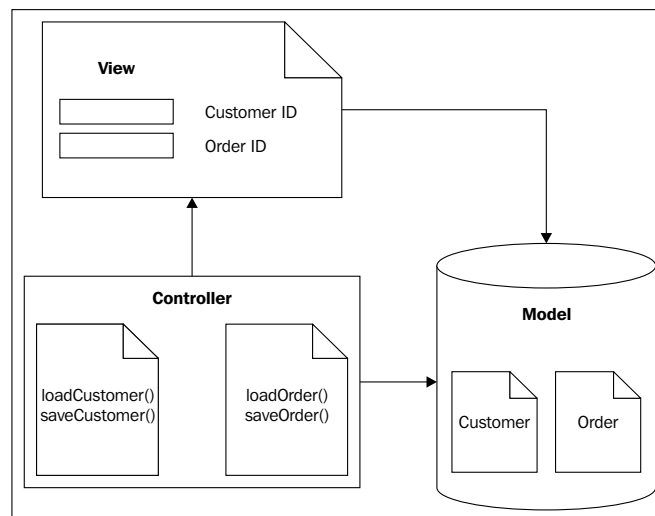 View
Customer ID
Order ID
Controller
loadCustomer()
saveCustomer()
loadOrder()
saveOrder()
Model
Customer
Order